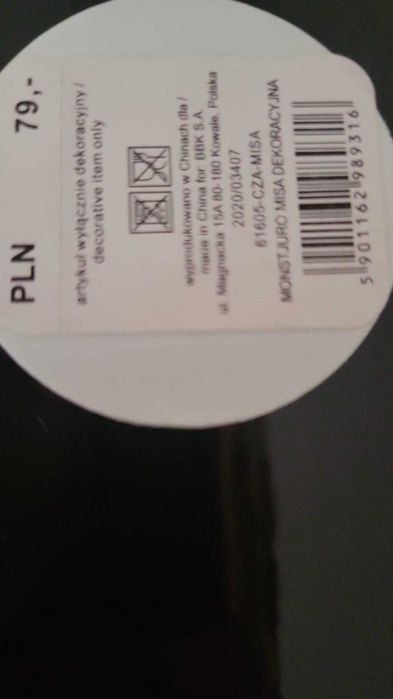 PLN 79,-
artykuł wyłącznie dekoracyjny /
decorative item only
wyprodukowano w Chinach dla /
made in China for BBK S.A
ul. Magnacka 15A 80-180 Kowale, Polska
2020/03407
61605-CZA-MISA
MONSTJURO MISA DEKORACYJNA
5 901162 989316